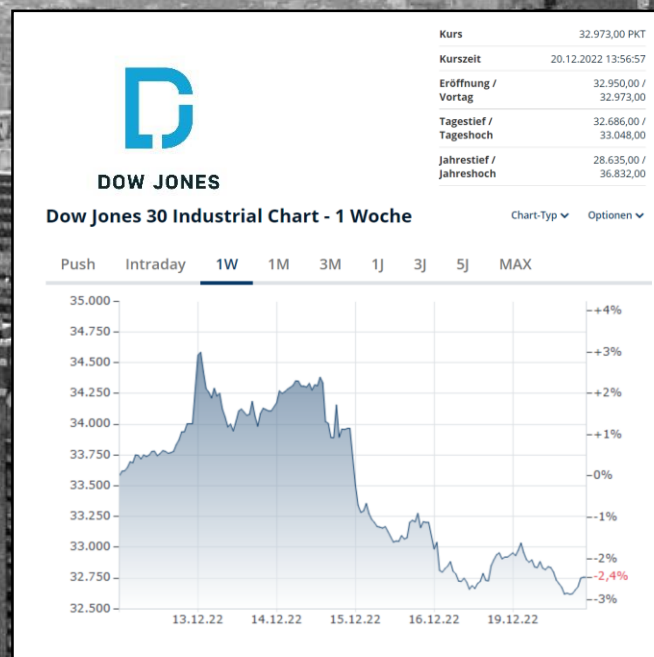 Kurs 32.973,00 PKT
Kurszeit 20.12.2022 13:56:57
Eröffnung / 32.950,00 /
Vortag 32.973,00
Tagestief / 32.686,00 /
Tageshoch 33.048,00
Jahrestief / 28.635,00 /
Jahreshoch 36.832,00
DOW JONES
Dow Jones 30 Industrial Chart - 1 Woche
Chart-Typ Optionen
Push Intraday 1W 1M 3M 1J 3J 5J MAX
35.000
34.750
34.500
34.250
34.000
33.750
33.500
33.250
33.000
32.750
32.500
+4%
+3%
+2%
+1%
0%
-1%
-2%
-2,4%
-3%
13.12.22 14.12.22 15.12.22 16.12.22 19.12.22